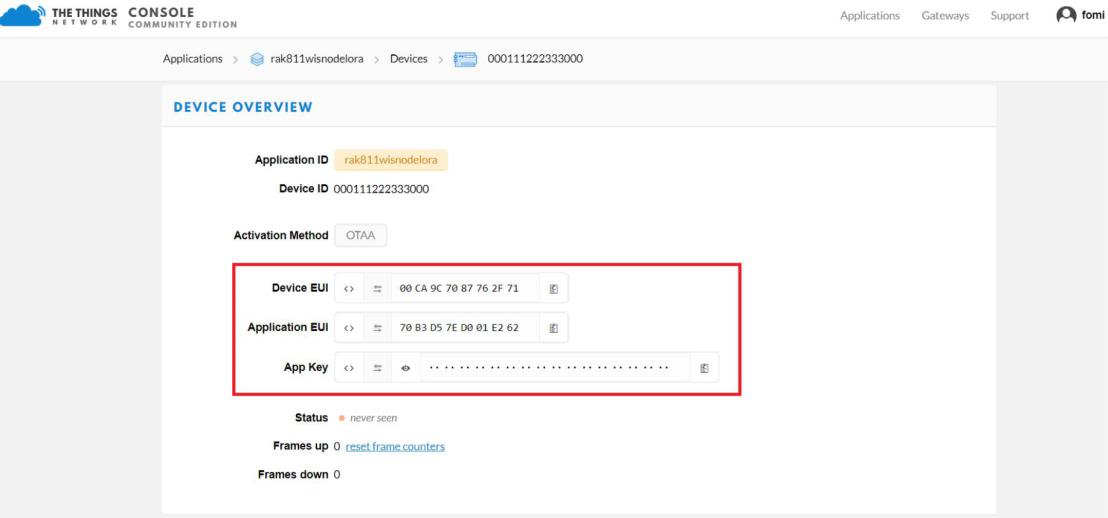 THE THINGS NETWORK CONSOLE COMMUNITY EDITION Applications Gateways Support fomi
Applications > rak811wisnodelora > Devices > 000111222333000
DEVICE OVERVIEW
Application ID rak811wisnodelora
Device ID 000111222333000
Activation Method OTAA
Device EUI <> 00 CA 9C 70 87 76 2F 71
Application EUI <> 70 B3 D5 7E D0 01 E2 62
App Key <> ·· ·· ·· ·· ·· ·· ·· ·· ·· ·· ·· ·· ·· ·· ·· ··
Status never seen
Frames up 0 reset frame counters
Frames down 0